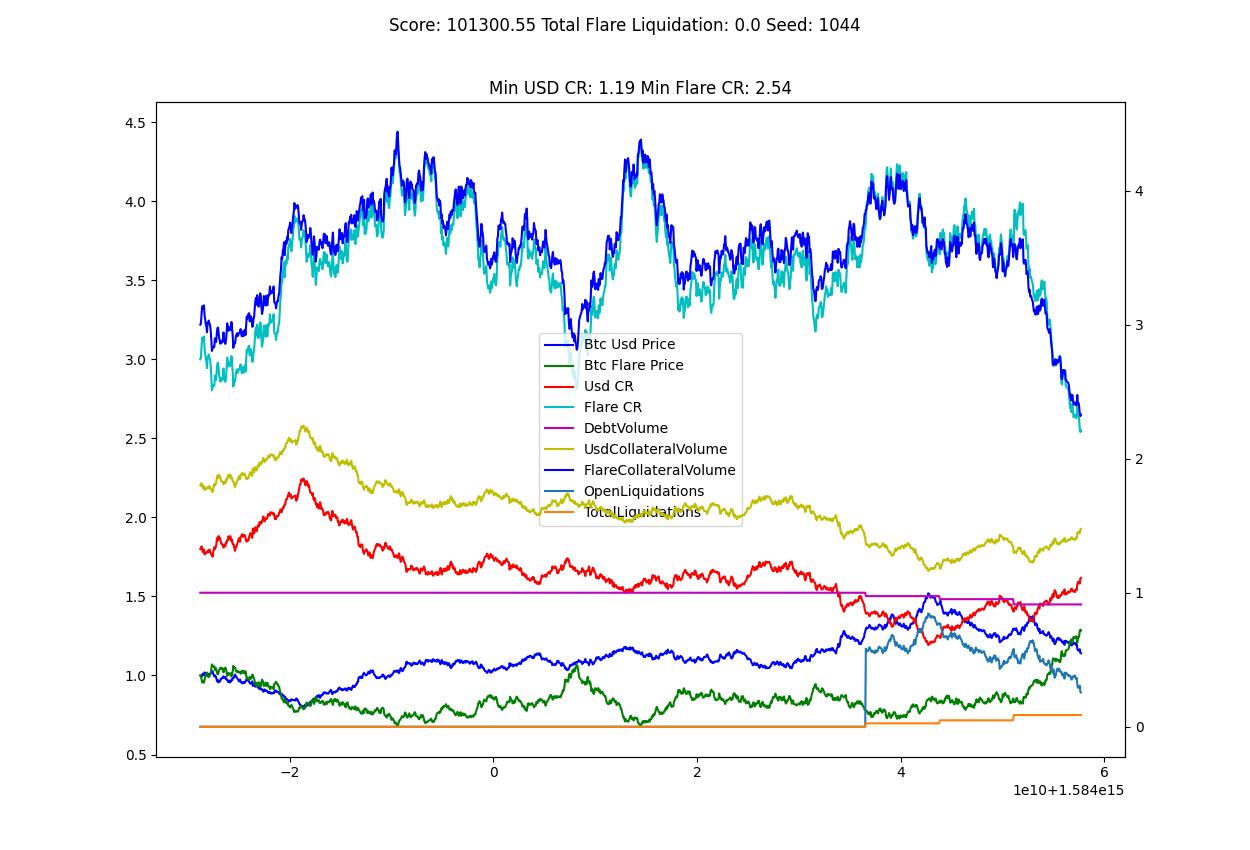 Score: 101300.55 Total Flare Liquidation: 0.0 Seed: 1044
Min USD CR: 1.19 Min Flare CR: 2.54
4.5
4.0
3.5
3.0
2.5
2.0
1.5
1.0
0.5
4
3
2
1
0
Btc Usd Price
Btc Flare Price
Usd CR
Flare CR
DebtVolume
UsdCollateralVolume
FlareCollateralVolume
OpenLiquidations
TotalLiquidations
−2 0 2 4 6
1e10+1.584e15